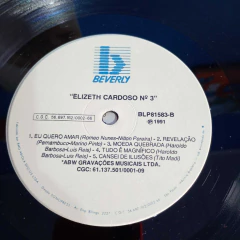 BEVERLY
"ELIZETH CARDOSO Nº 3"
BLP81583-B
℗ 1991
1. EU QUERO AMAR (Romeo Nunes-Nilton Pereira) - 2. REVELAÇÃO
(Pernambuco-Marino Pinto) - 3. MOEDA QUEBRADA (Haroldo
Barbosa-Luis Reis) - 4. TUDO É MAGNÍFICO (Haroldo
Barbosa-Luis Reis) - 5. CANSEI DE ILUSÕES (Tito Madi)
"ABW GRAVAÇÕES MUSICAIS LTDA.
CGC: 61.137.501/0001-09